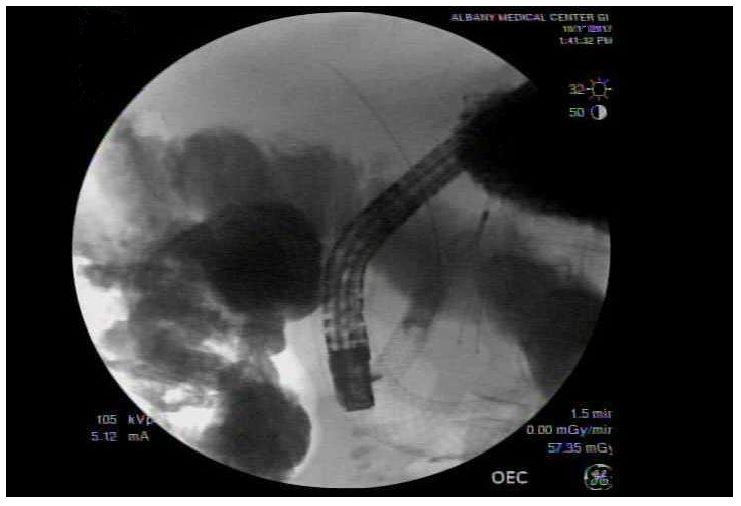 ALBANY MEDICAL CENTER GI
1:41:32 PM
32
50
105 kVp
5.12 mA
1.5 min
0.00 mGy/min
57.35 mGy
OEC